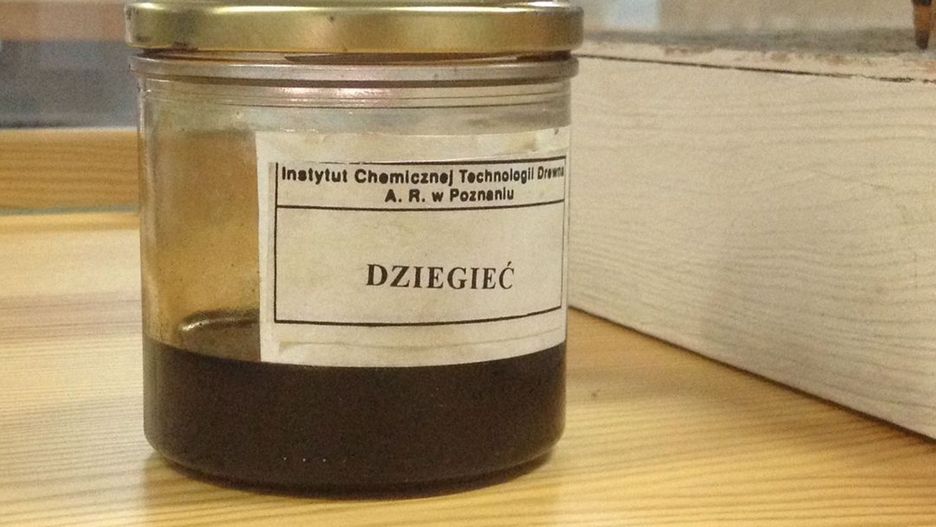 Instytut Chemicznej Technologii Drewna
A. R. w Poznaniu
DZIEGIEĆ